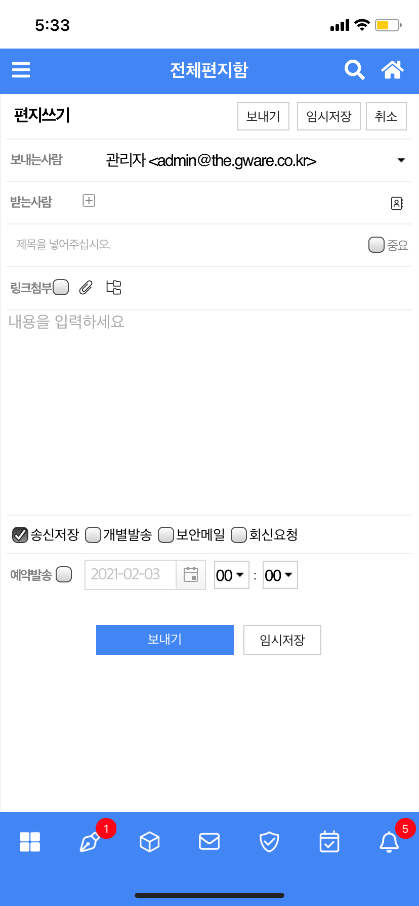 5:33
전체편지함
편지쓰기 보내기 임시저장 취소
보내는사람 관리자 <admin@the.gware.co.kr>
받는사람
제목을 넣어주십시오. 중요
링크첨부
내용을 입력하세요
송신저장 개별발송 보안메일 회신요청
예약발송 2021-02-03 00 : 00
보내기 임시저장
1 5